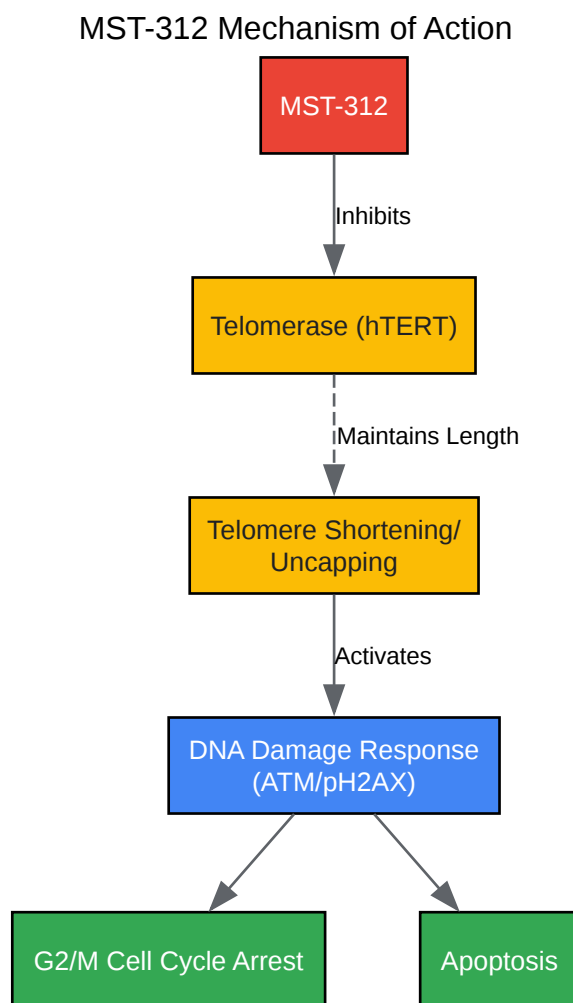 MST-312 Mechanism of Action
MST-312
Inhibits
Telomerase (hTERT)
Maintains Length
Telomere Shortening/
Uncapping
Activates
DNA Damage Response
(ATM/pH2AX)
G2/M Cell Cycle Arrest
Apoptosis